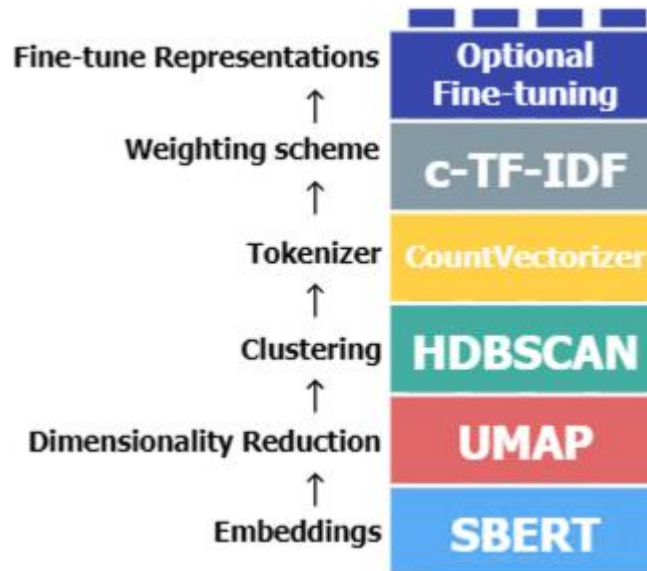 Fine-tune Representations
Optional
Fine-tuning
Weighting scheme
c-TF-IDF
Tokenizer
CountVectorizer
Clustering
HDBSCAN
Dimensionality Reduction
UMAP
Embeddings
SBERT